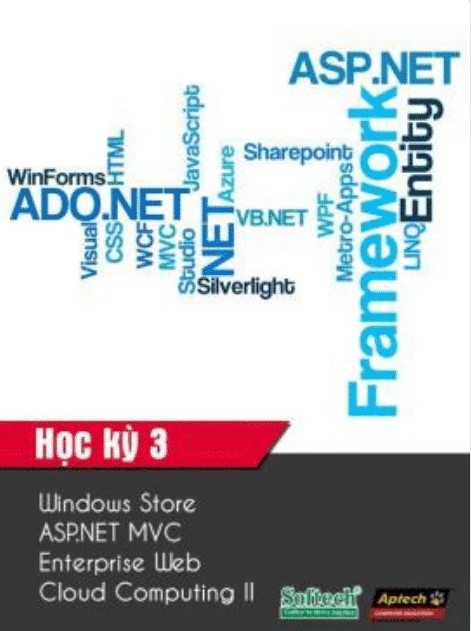 ASP.NET
Framework
Entity
JavaScript
HTML
Azure
Sharepoint
WinForms
ADO.NET
Visual
CSS
WCF
MVC
Studio
.NET
VB.NET
WPF
Metro-Apps
LINQ
Silverlight
Học kỳ 3
Windows Store
ASP.NET MVC
Enterprise Web
Cloud Computing II
Softech
Aptech
COMPUTER EDUCATION